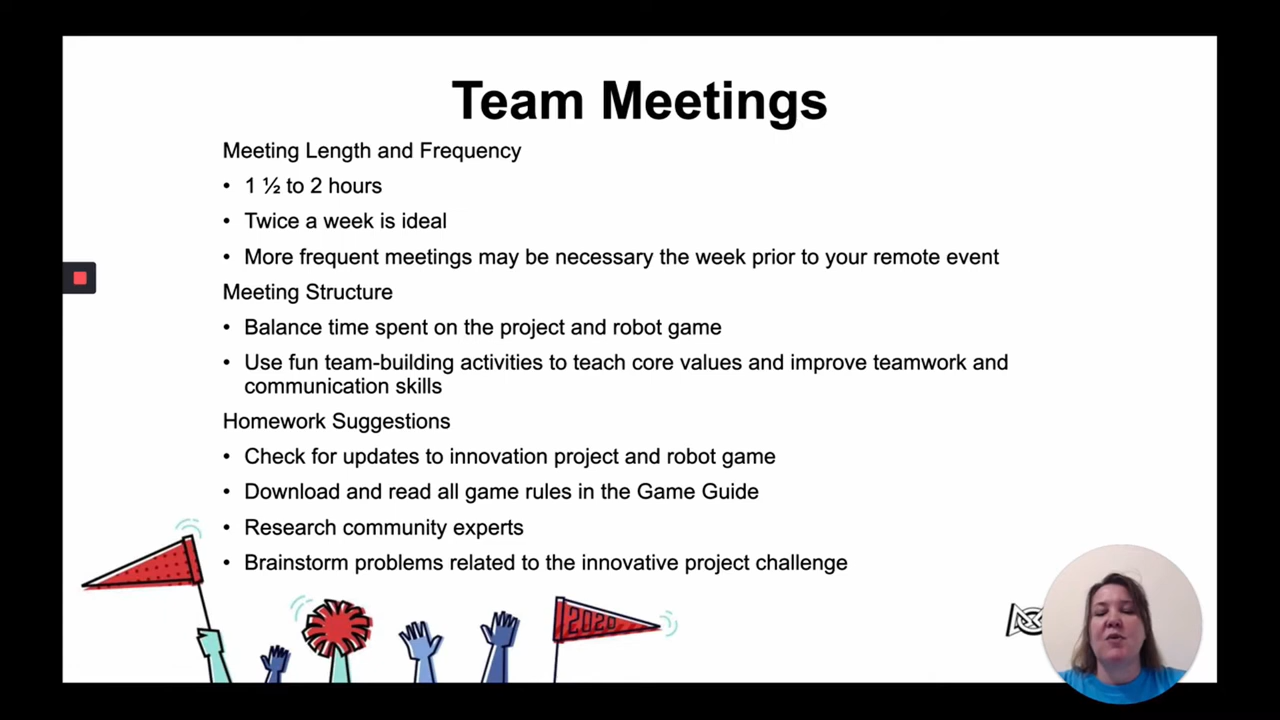 Team Meetings
Meeting Length and Frequency
• 1 ½ to 2 hours
• Twice a week is ideal
• More frequent meetings may be necessary the week prior to your remote event
Meeting Structure
• Balance time spent on the project and robot game
• Use fun team-building activities to teach core values and improve teamwork and
communication skills
Homework Suggestions
• Check for updates to innovation project and robot game
• Download and read all game rules in the Game Guide
• Research community experts
• Brainstorm problems related to the innovative project challenge
2020